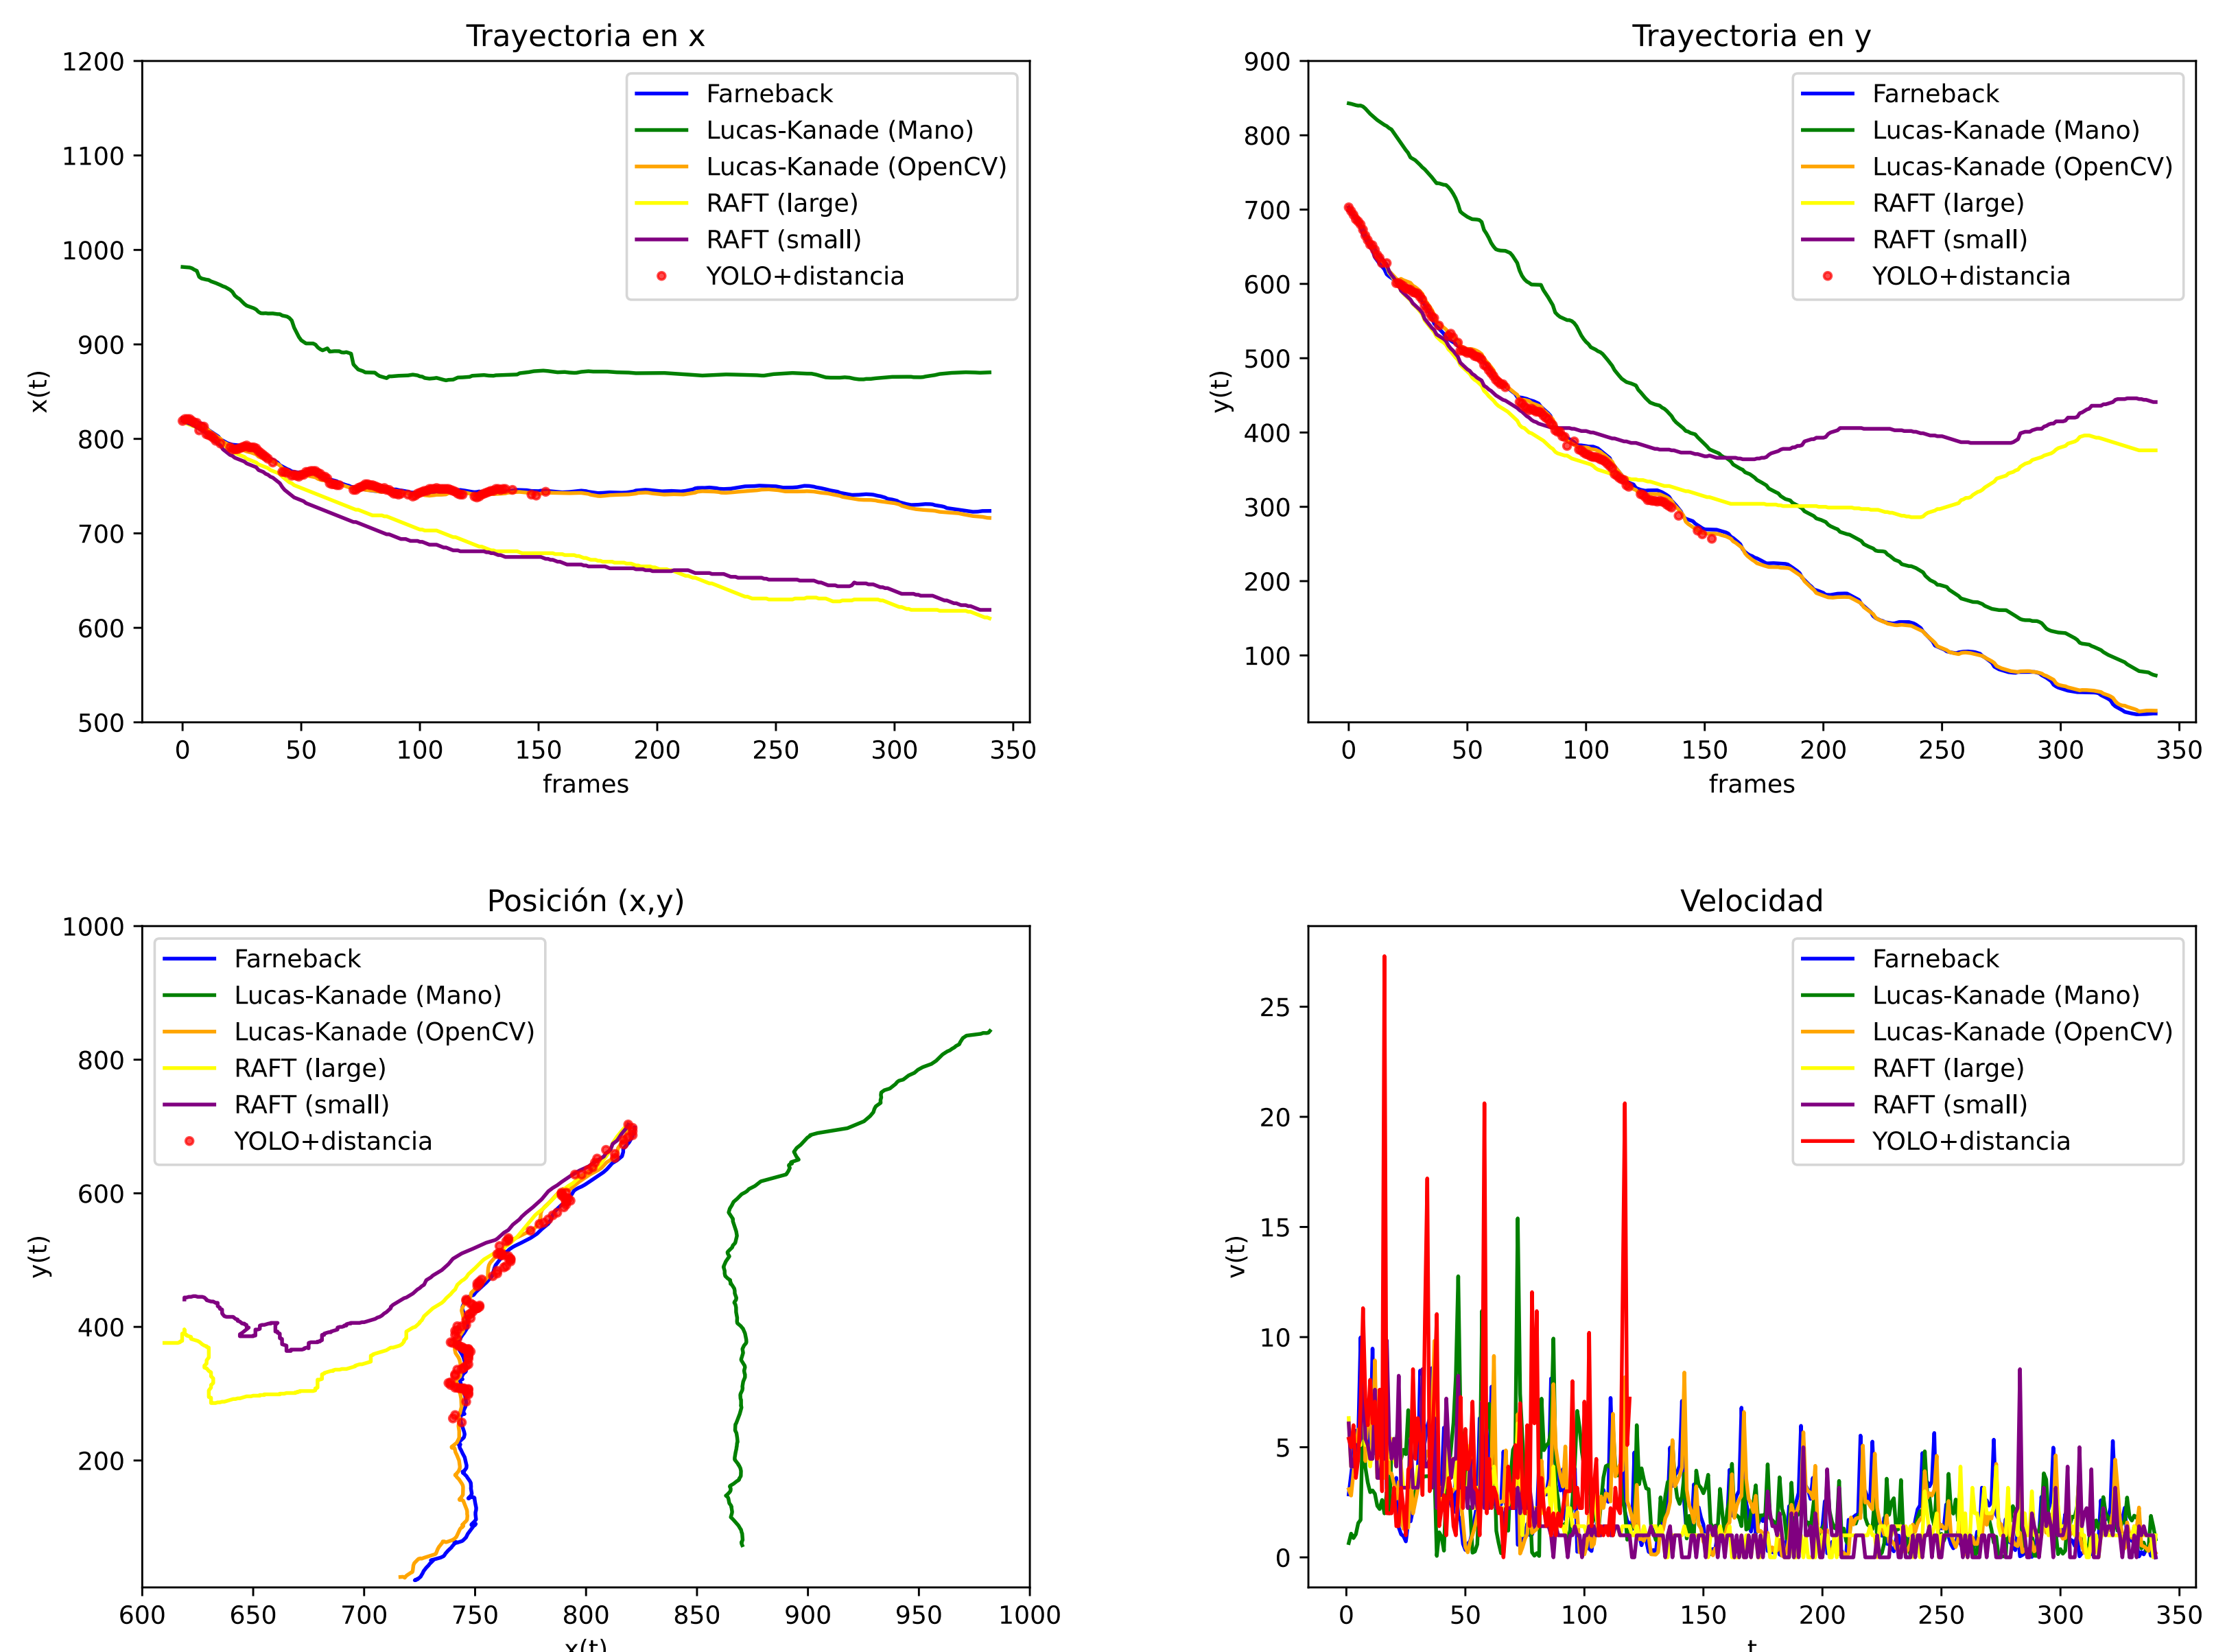 Trayectoria en x
1200
1100
1000
900
800
700
600
500
x(t)
Farneback
Lucas-Kanade (Mano)
Lucas-Kanade (OpenCV)
RAFT (large)
RAFT (small)
YOLO+distancia
0 50 100 150 200 250 300 350
frames
Trayectoria en y
900
800
700
600
500
400
300
200
100
y(t)
Farneback
Lucas-Kanade (Mano)
Lucas-Kanade (OpenCV)
RAFT (large)
RAFT (small)
YOLO+distancia
0 50 100 150 200 250 300 350
frames
Posición (x,y)
1000
800
600
400
200
y(t)
Farneback
Lucas-Kanade (Mano)
Lucas-Kanade (OpenCV)
RAFT (large)
RAFT (small)
YOLO+distancia
600 650 700 750 800 850 900 950 1000
x(t)
Velocidad
25
20
15
10
5
0
v(t)
Farneback
Lucas-Kanade (Mano)
Lucas-Kanade (OpenCV)
RAFT (large)
RAFT (small)
YOLO+distancia
0 50 100 150 200 250 300 350
t